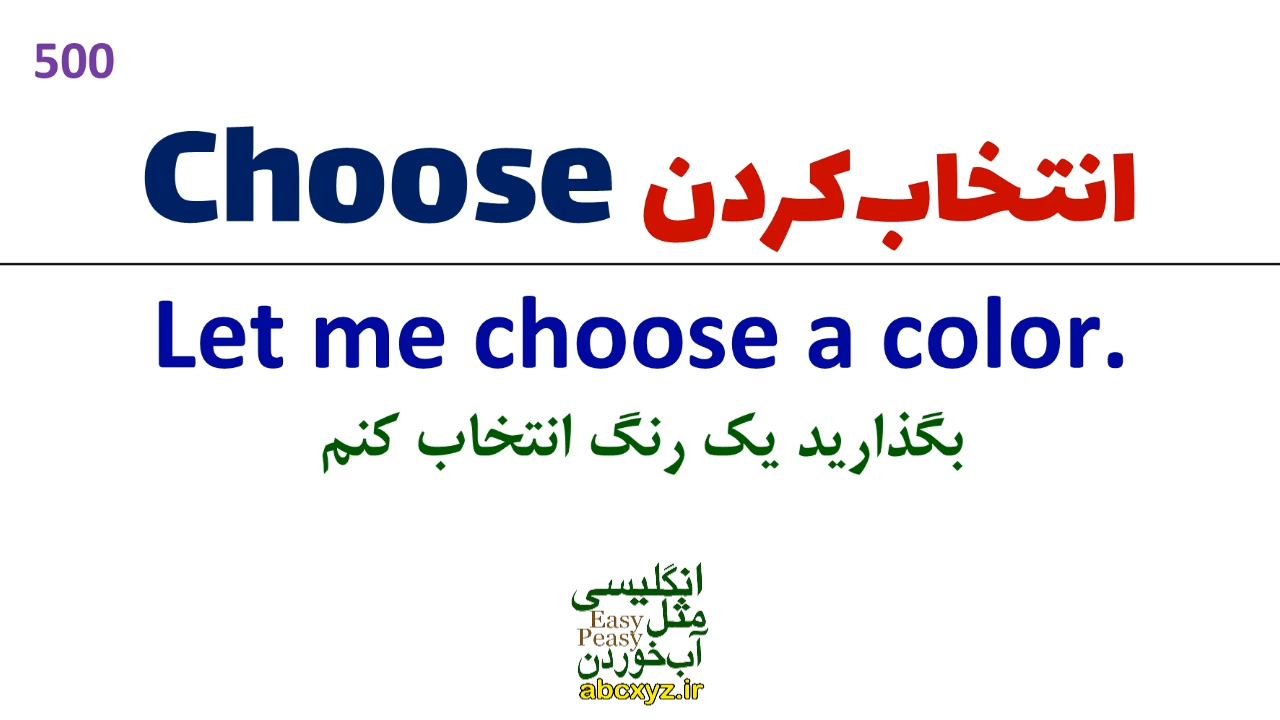 500
Choose انتخاب کردن
Let me choose a color.
بگذارید یک رنگ انتخاب کنم
انگلیسی
مثل
Easy
Peasy
آب خوردن
abcxyz.ir